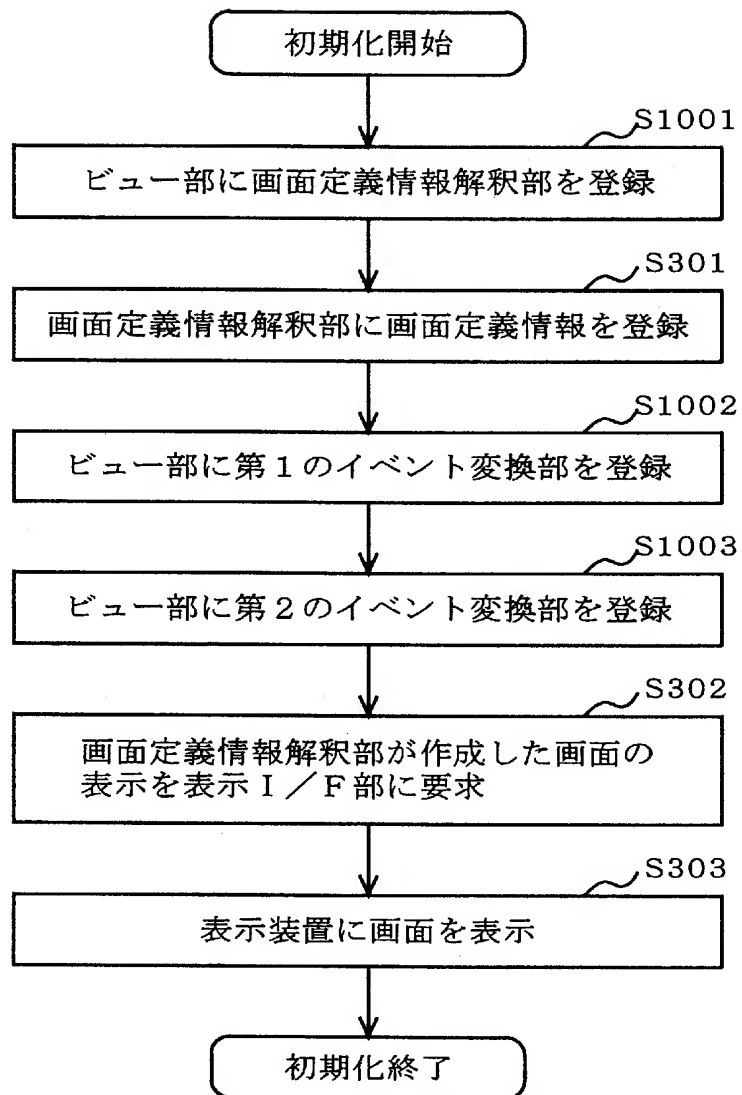 初期化開始
S1001
ビュー部に画面定義情報解釈部を登録
S301
画面定義情報解釈部に画面定義情報を登録
S1002
ビュー部に第1のイベント変換部を登録
S1003
ビュー部に第2のイベント変換部を登録
S302
画面定義情報解釈部が作成した画面の
表示を表示I/F部に要求
S303
表示装置に画面を表示
初期化終了